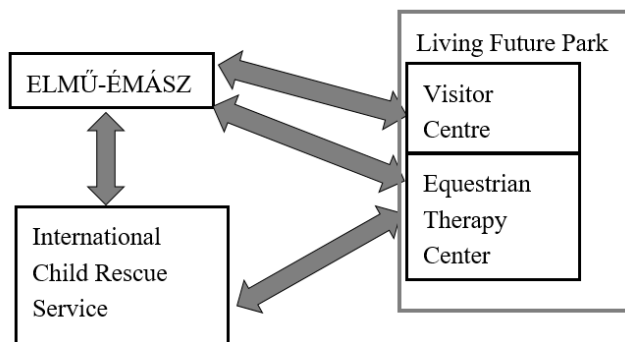 Living Future Park
ELMŰ-ÉMÁSZ
Visitor
Centre
Equestrian
Therapy
Center
International
Child Rescue
Service